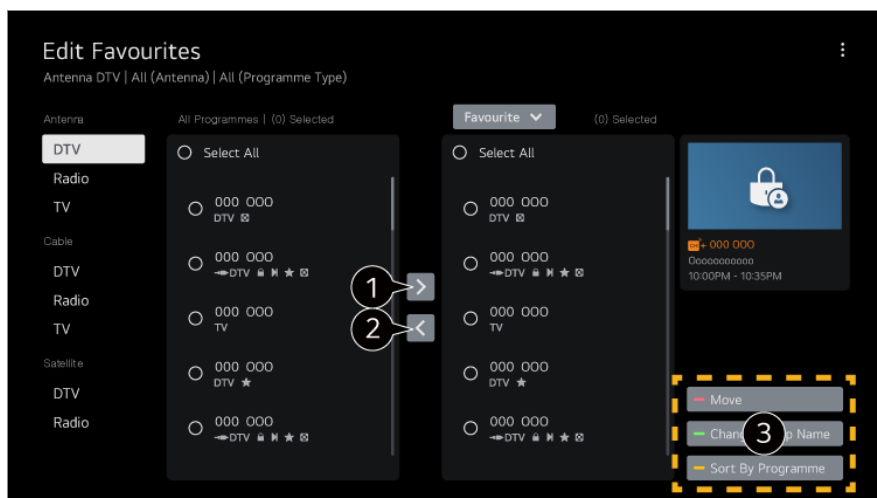 Edit Favourites
Antenna DTV | All (Antenna) | All (Programme Type)
Antenna
DTV
Radio
TV
Cable
DTV
Radio
TV
Satellite
DTV
Radio
All Programmes | (0) Selected
Select All
000 000
DTV
000 000
DTV
000 000
TV
000 000
DTV
000 000
DTV
1
2
Favourite
(0) Selected
Select All
000 000
DTV
000 000
DTV
000 000
TV
000 000
DTV
000 000
DTV
CH+ 000 000
Ooooooooooo
10:00PM - 10:35PM
Move
3
Name
Sort By Programme